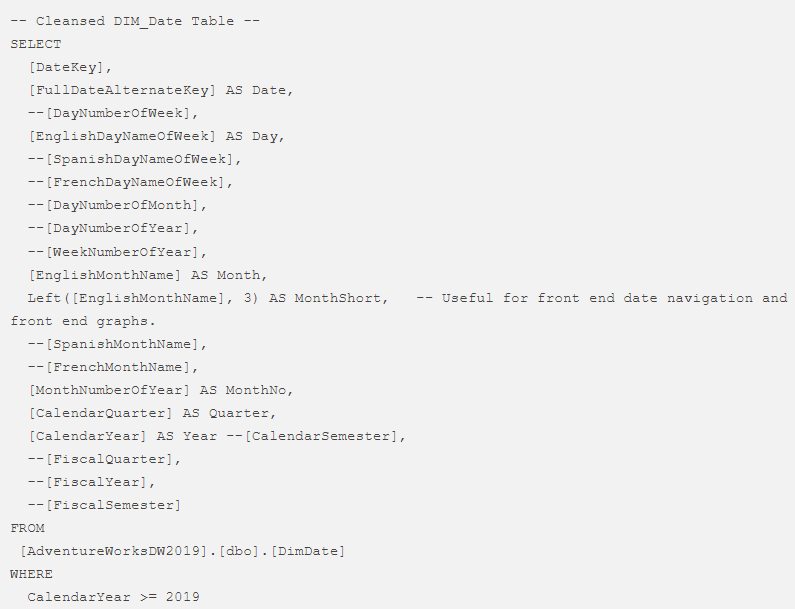 -- Cleansed DIM_Date Table --
SELECT
  [DateKey],
  [FullDateAlternateKey] AS Date,
  --[DayNumberOfWeek],
  [EnglishDayNameOfWeek] AS Day,
  --[SpanishDayNameOfWeek],
  --[FrenchDayNameOfWeek],
  --[DayNumberOfMonth],
  --[DayNumberOfYear],
  --[WeekNumberOfYear],
  [EnglishMonthName] AS Month,
  Left([EnglishMonthName], 3) AS MonthShort,   -- Useful for front end date navigation and
front end graphs.
  --[SpanishMonthName],
  --[FrenchMonthName],
  [MonthNumberOfYear] AS MonthNo,
  [CalendarQuarter] AS Quarter,
  [CalendarYear] AS Year --[CalendarSemester],
  --[FiscalQuarter],
  --[FiscalYear],
  --[FiscalSemester]
FROM
 [AdventureWorksDW2019].[dbo].[DimDate]
WHERE
  CalendarYear >= 2019